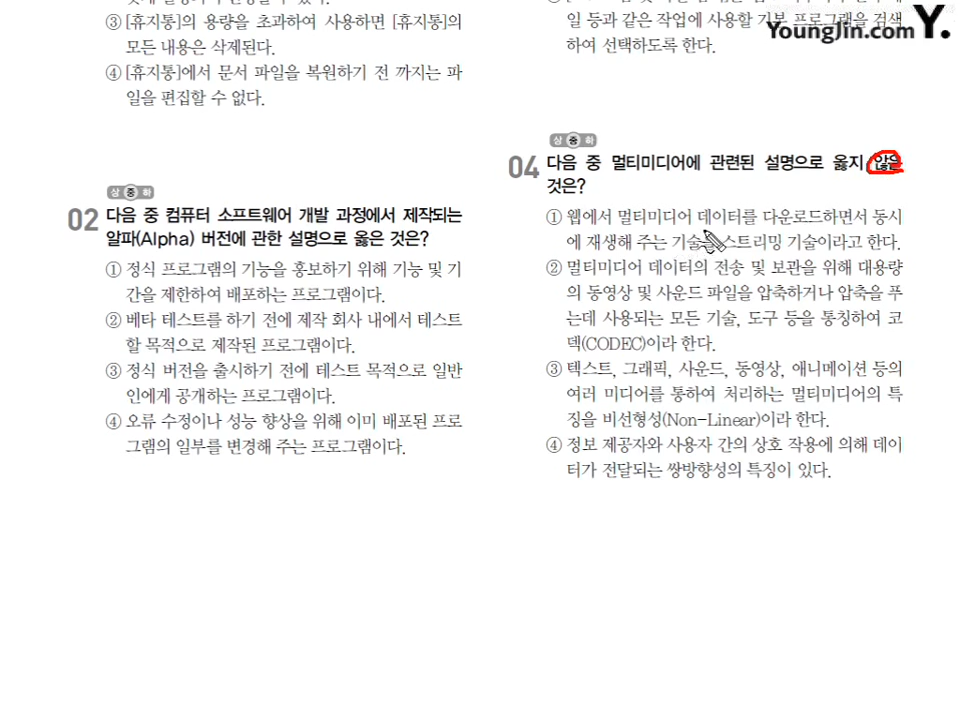 ③ [휴지통]의 용량을 초과하여 사용하면 [휴지통]의
모든 내용은 삭제된다.
④ [휴지통]에서 문서 파일을 복원하기 전 까지는 파
일을 편집할 수 없다.
상 중 하
02 다음 중 컴퓨터 소프트웨어 개발 과정에서 제작되는
알파(Alpha) 버전에 관한 설명으로 옳은 것은?
① 정식 프로그램의 기능을 홍보하기 위해 기능 및 기
간을 제한하여 배포하는 프로그램이다.
② 베타 테스트를 하기 전에 제작 회사 내에서 테스트
할 목적으로 제작된 프로그램이다.
③ 정식 버전을 출시하기 전에 테스트 목적으로 일반
인에게 공개하는 프로그램이다.
④ 오류 수정이나 성능 향상을 위해 이미 배포된 프로
그램의 일부를 변경해 주는 프로그램이다.
일 등과 같은 작업에 사용할 기본 프로그램을 검색
하여 선택하도록 한다.
YoungJin.com Y.
상 중 하
04 다음 중 멀티미디어에 관련된 설명으로 옳지 않은
것은?
① 웹에서 멀티미디어 데이터를 다운로드하면서 동시
에 재생해 주는 기술을 스트리밍 기술이라고 한다.
② 멀티미디어 데이터의 전송 및 보관을 위해 대용량
의 동영상 및 사운드 파일을 압축하거나 압축을 푸
는데 사용되는 모든 기술, 도구 등을 통칭하여 코
덱(CODEC)이라 한다.
③ 텍스트, 그래픽, 사운드, 동영상, 애니메이션 등의
여러 미디어를 통하여 처리하는 멀티미디어의 특
징을 비선형성(Non-Linear)이라 한다.
④ 정보 제공자와 사용자 간의 상호 작용에 의해 데이
터가 전달되는 쌍방향성의 특징이 있다.